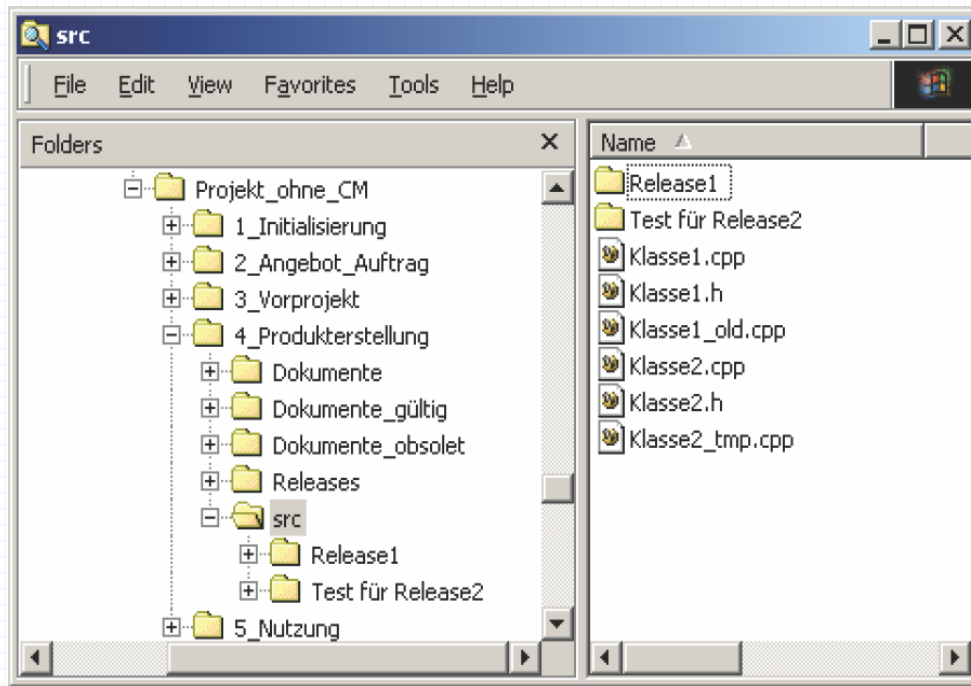 src
File Edit View Favorites Tools Help
Folders
Projekt_ohne_CM
1_Initialisierung
2_Angebot_Auftrag
3_Vorprojekt
4_Produkterstellung
Dokumente
Dokumente_gültig
Dokumente_obsolet
Releases
src
Release1
Test für Release2
5_Nutzung
Name
Release1
Test für Release2
Klasse1.cpp
Klasse1.h
Klasse1_old.cpp
Klasse2.cpp
Klasse2.h
Klasse2_tmp.cpp